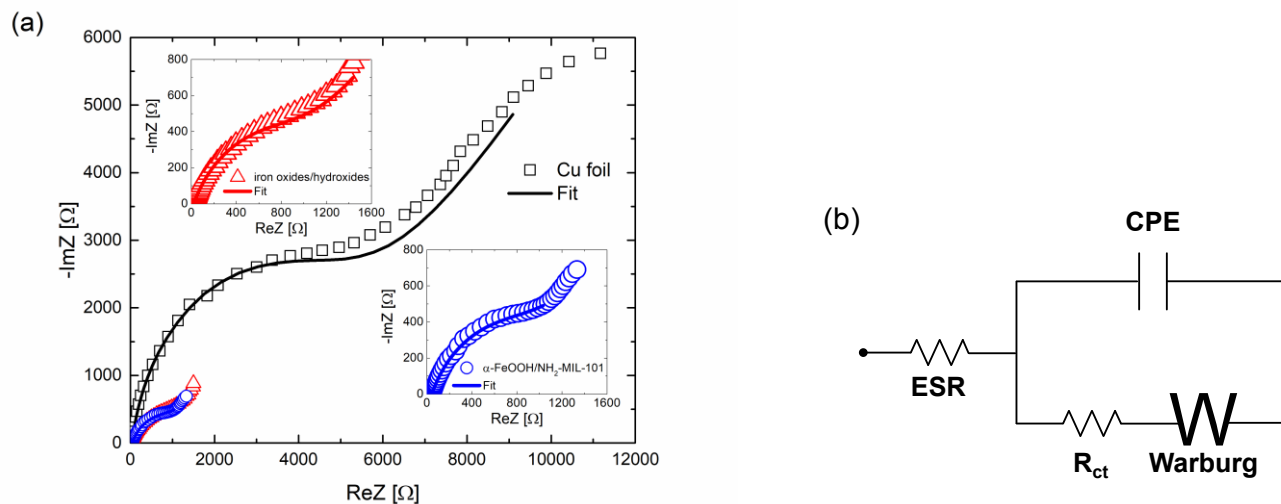 (a)
6000
5000
4000
3000
2000
1000
0
-ImZ [Ω]
0 2000 4000 6000 8000 10000 12000
ReZ [Ω]
Cu foil
Fit
800
600
400
200
0
-ImZ [Ω]
iron oxides/hydroxides
Fit
0 400 800 1200 1600
ReZ [Ω]
800
600
400
200
0
-ImZ [Ω]
α-FeOOH/NH₂-MIL-101
Fit
0 400 800 1200 1600
ReZ [Ω]
(b)
CPE
ESR
R_ct
W
Warburg